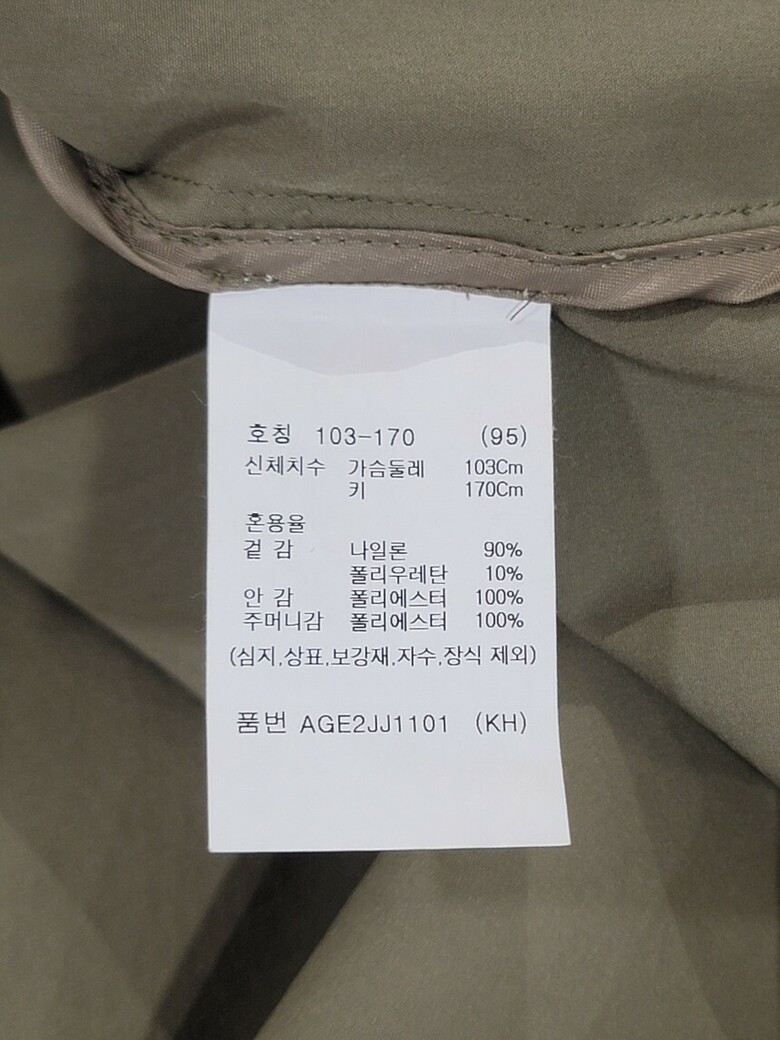 호칭 103-170 (95)
신체치수 가슴둘레 103Cm
키 170Cm
혼용율
겉 감 나일론 90%
폴리우레탄 10%
안 감 폴리에스터 100%
주머니감 폴리에스터 100%
(심지,상표,보강재,자수,장식 제외)
품번 AGE2JJ1101 (KH)